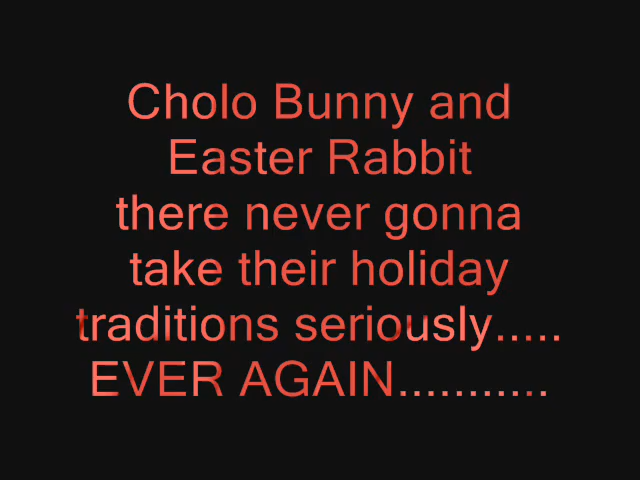 Cholo Bunny and
Easter Rabbit
there never gonna
take their holiday
traditions seriously.....
EVER AGAIN...........